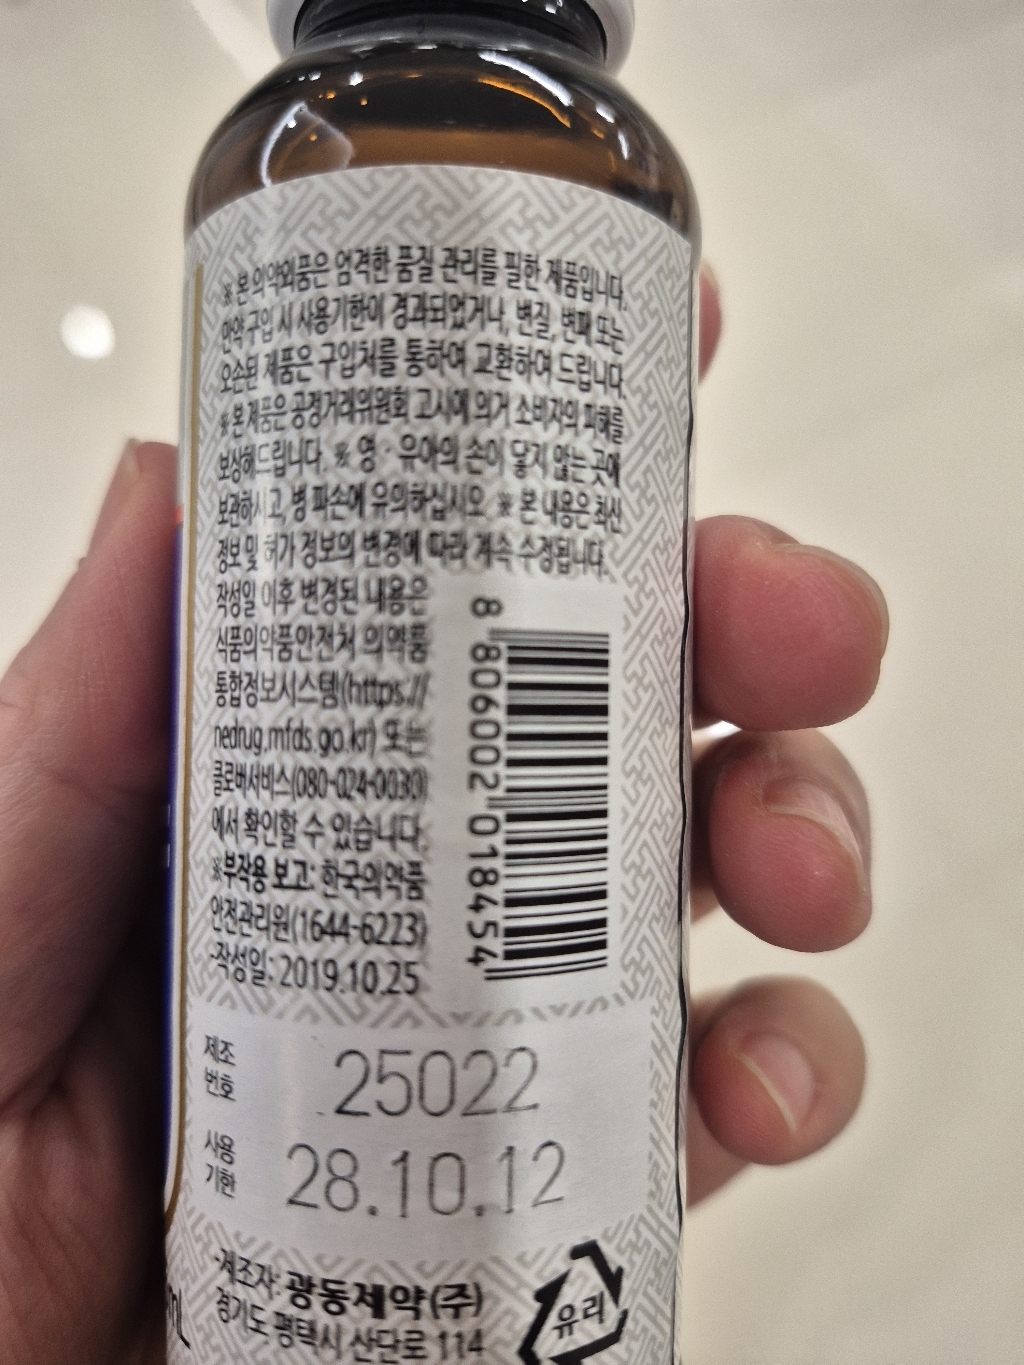 ※ 본 의약외품은 엄격한 품질 관리를 필한 제품입니다.
만약 구입 시 사용기한이 경과되었거나, 변질, 변패 또는
오손된 제품은 구입처를 통하여 교환하여 드립니다.
※ 본 제품은 공정거래위원회 고시에 의거 소비자의 피해를
보상해드립니다. ※ 영·유아의 손이 닿지 않는 곳에
보관하시고, 병 파손에 유의하십시오. ※ 본 내용은 최신
정보 및 허가 정보의 변경에 따라 계속 수정됩니다.
작성일 이후 변경된 내용은
식품의약품안전처 의약품
통합정보시스템(https://
nedrug.mfds.go.kr) 또는
클로버서비스(080-024-0030)
에서 확인할 수 있습니다.
※부작용 보고: 한국의약품
안전관리원(1644-6223)
-작성일: 2019.10.25
8 806002 018454
제조
번호
25022
사용
기한
28.10.12
-제조자: 광동제약(주)
경기도 평택시 산단로 114
유리
mL